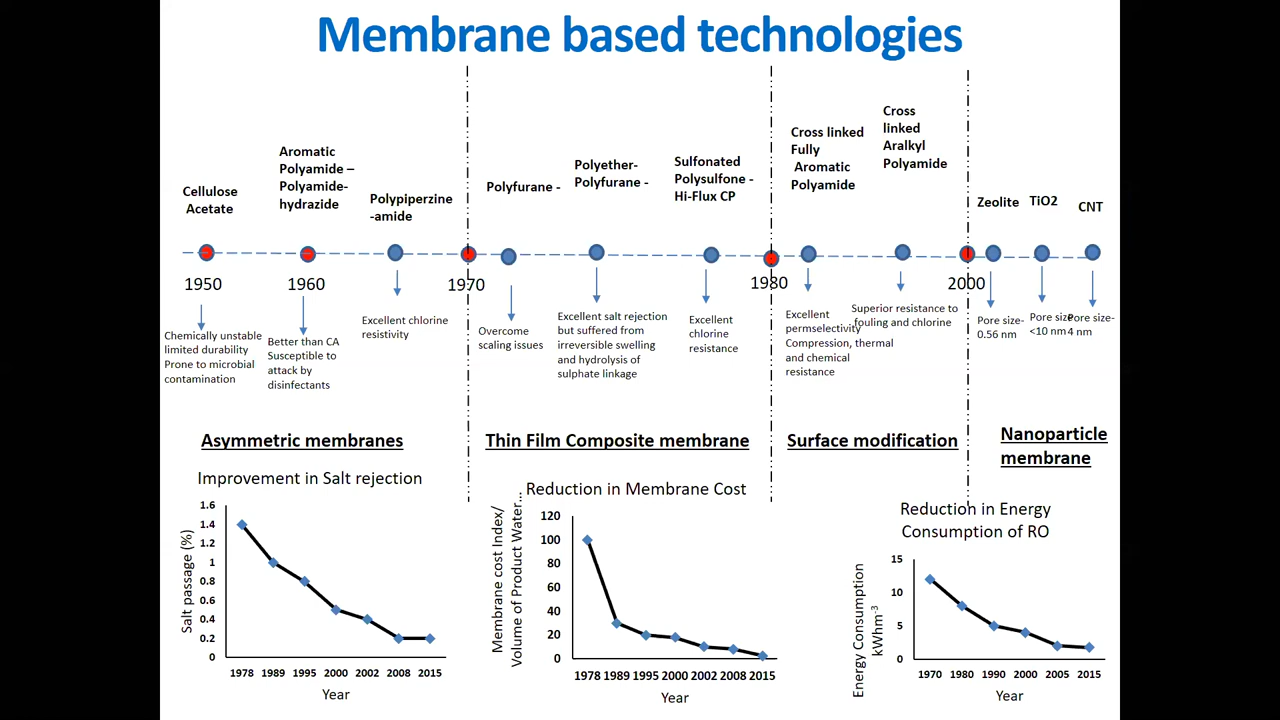 Membrane based technologies
Cellulose
Acetate
Aromatic
Polyamide –
Polyamide-
hydrazide
Polypiperzine
-amide
Polyfurane -
Polyether-
Polyfurane -
Sulfonated
Polysulfone -
Hi-Flux CP
Cross linked
Fully
Aromatic
Polyamide
Cross
linked
Aralkyl
Polyamide
Zeolite
TiO2
CNT
1950
1960
1970
1980
2000
Chemically unstable
limited durability
Prone to microbial
contamination
Better than CA
Susceptible to
attack by
disinfectants
Excellent chlorine
resistivity
Overcome
scaling issues
Excellent salt rejection
but suffered from
irreversible swelling
and hydrolysis of
sulphate linkage
Excellent
chlorine
resistance
Excellent
permselectivity
Compression, thermal
and chemical
resistance
Superior resistance to
fouling and chlorine
Pore size-
0.56 nm
Pore size
<10 nm
Pore size-
4 nm
Asymmetric membranes
Thin Film Composite membrane
Surface modification
Nanoparticle
membrane
Improvement in Salt rejection
Salt passage (%)
1.6
1.4
1.2
1
0.8
0.6
0.4
0.2
0
1978 1989 1995 2000 2002 2008 2015
Year
Reduction in Membrane Cost
Membrane cost Index/
Volume of Product Water...
120
100
80
60
40
20
0
1978 1989 1995 2000 2002 2008 2015
Year
Reduction in Energy
Consumption of RO
Energy Consumption
kWhm-3
15
10
5
0
1970 1980 1990 2000 2005 2015
Year